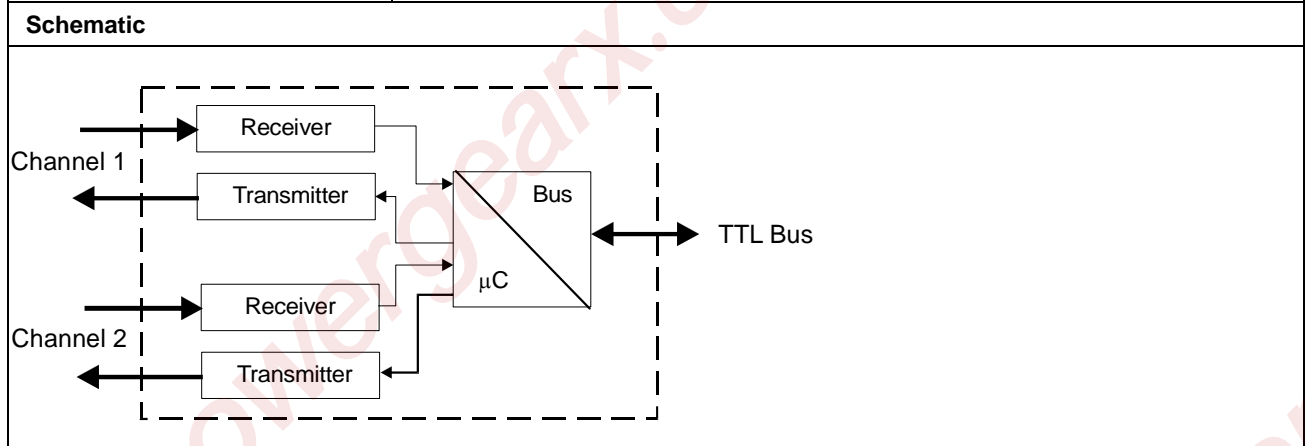 Schematic
Receiver
Channel 1
Transmitter
Bus
TTL Bus
μC
Receiver
Channel 2
Transmitter